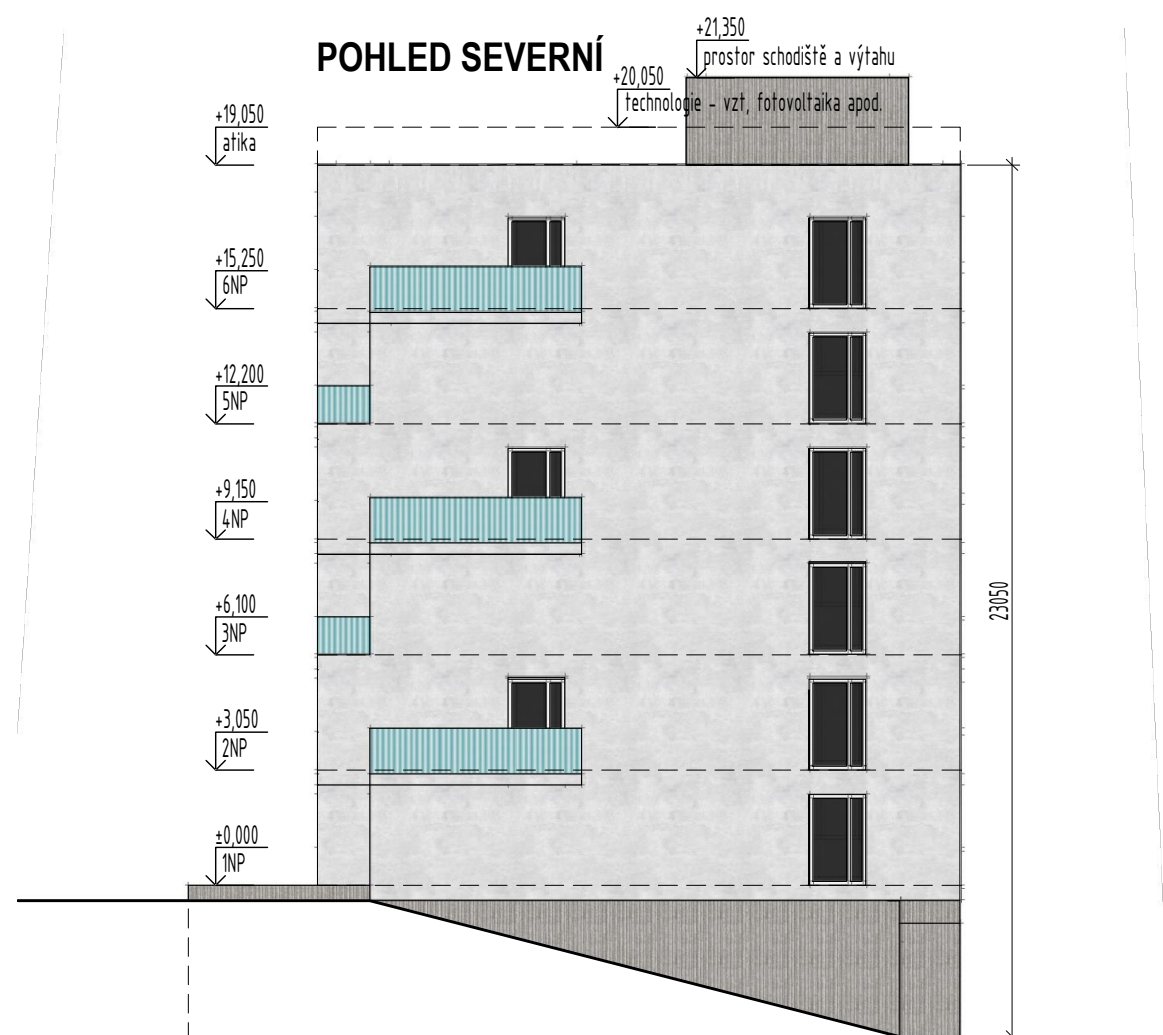 POHLED SEVERNÍ
+21,350
prostor schodiště a výtahu
+20,050
technologie - vzt, fotovoltaika apod.
+19,050
atika
+15,250
6NP
+12,200
5NP
+9,150
4NP
+6,100
3NP
+3,050
2NP
±0,000
1NP
23050